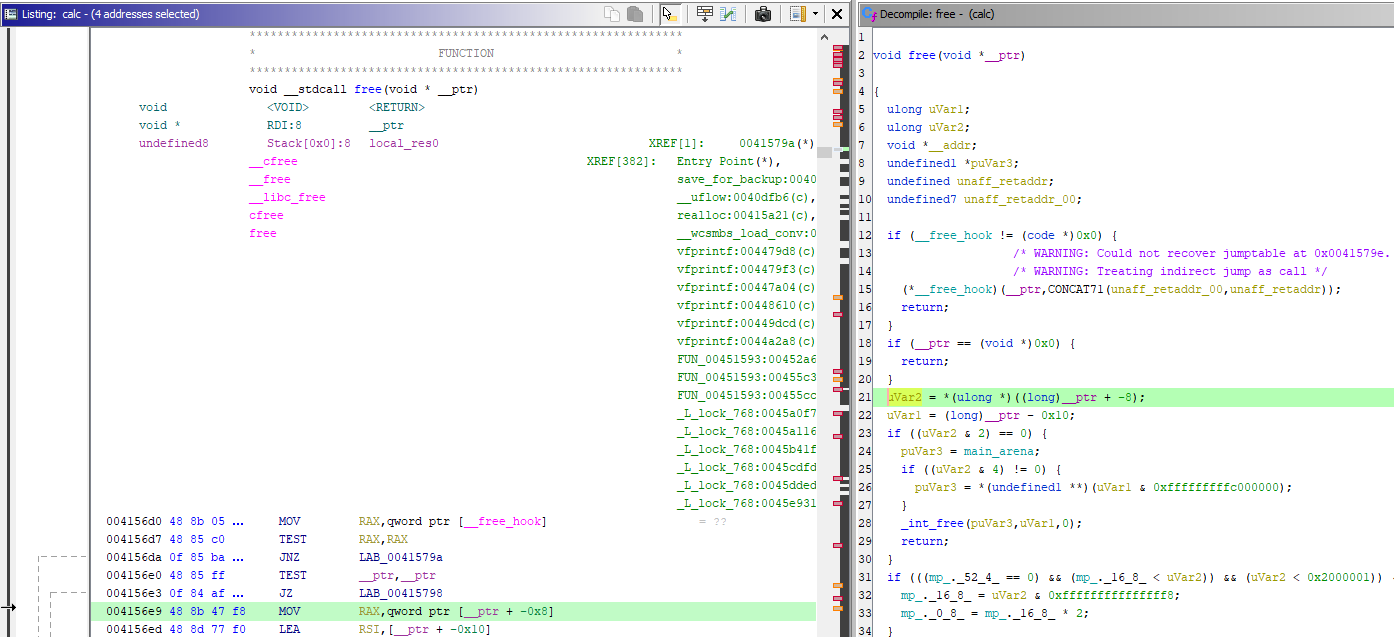 Listing: calc - (4 addresses selected)
*************************************************************
* FUNCTION *
*************************************************************
void __stdcall free(void * __ptr)
void <VOID> <RETURN>
void * RDI:8 __ptr
undefined8 Stack[0x0]:8 local_res0 XREF[1]: 0041579a(*)
__cfree XREF[382]: Entry Point(*),
__free save_for_backup:0040
__libc_free __uflow:0040dfb6(c),
cfree realloc:00415a21(c),
free __wcsmbs_load_conv:0
vfprintf:004479d8(c)
vfprintf:004479f3(c)
vfprintf:00447a04(c)
vfprintf:00448610(c)
vfprintf:00449dcd(c)
vfprintf:0044a2a8(c)
FUN_00451593:00452a6
FUN_00451593:00455c3
FUN_00451593:00455cc
_L_lock_768:0045a0f7
_L_lock_768:0045a116
_L_lock_768:0045b41f
_L_lock_768:0045cdfd
_L_lock_768:0045dded
_L_lock_768:0045e931
004156d0 48 8b 05 ... MOV RAX,qword ptr [__free_hook] = ??
004156d7 48 85 c0 TEST RAX,RAX
004156da 0f 85 ba ... JNZ LAB_0041579a
004156e0 48 85 ff TEST __ptr,__ptr
004156e3 0f 84 af ... JZ LAB_00415798
004156e9 48 8b 47 f8 MOV RAX,qword ptr [__ptr + -0x8]
004156ed 48 8d 77 f0 LEA RSI,[__ptr + -0x10]
Decompile: free - (calc)
1
2 void free(void *__ptr)
3
4 {
5 ulong uVar1;
6 ulong uVar2;
7 void *__addr;
8 undefined1 *puVar3;
9 undefined unaff_retaddr;
10 undefined7 unaff_retaddr_00;
11
12 if (__free_hook != (code *)0x0) {
13 /* WARNING: Could not recover jumptable at 0x0041579e.
14 /* WARNING: Treating indirect jump as call */
15 (*__free_hook)(__ptr,CONCAT71(unaff_retaddr_00,unaff_retaddr));
16 return;
17 }
18 if (__ptr == (void *)0x0) {
19 return;
20 }
21 uVar2 = *(ulong *)((long)__ptr + -8);
22 uVar1 = (long)__ptr - 0x10;
23 if ((uVar2 & 2) == 0) {
24 puVar3 = main_arena;
25 if ((uVar2 & 4) != 0) {
26 puVar3 = *(undefined1 **)(uVar1 & 0xfffffffffc000000);
27 }
28 _int_free(puVar3,uVar1,0);
29 return;
30 }
31 if (((mp_._52_4_ == 0) && (mp_._16_8_ < uVar2)) && (uVar2 < 0x2000001))
32 mp_._16_8_ = uVar2 & 0xfffffffffffffff8;
33 mp_._0_8_ = mp_._16_8_ * 2;
34 }